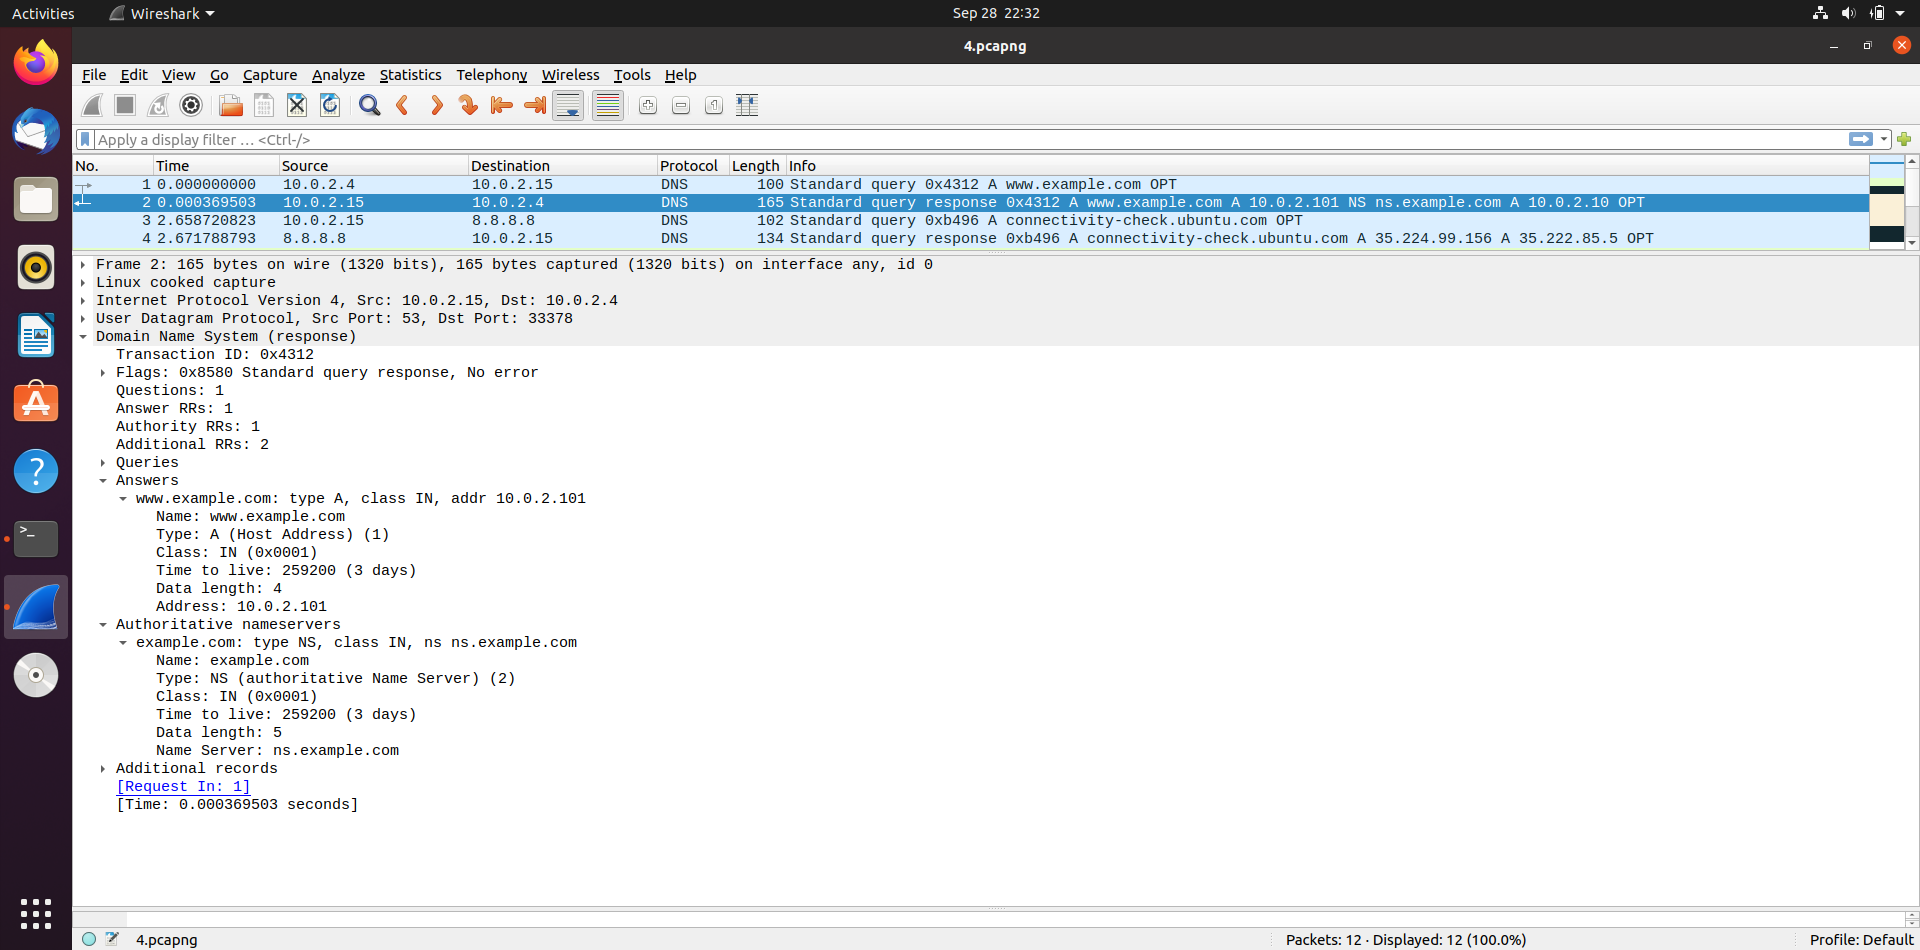 Activities Wireshark Sep 28 22:32
4.pcapng
File Edit View Go Capture Analyze Statistics Telephony Wireless Tools Help
Apply a display filter … <Ctrl-/>
No. Time Source Destination Protocol Length Info
1 0.000000000 10.0.2.4 10.0.2.15 DNS 100 Standard query 0x4312 A www.example.com OPT
2 0.000369503 10.0.2.15 10.0.2.4 DNS 165 Standard query response 0x4312 A www.example.com A 10.0.2.101 NS ns.example.com A 10.0.2.10 OPT
3 2.658720823 10.0.2.15 8.8.8.8 DNS 102 Standard query 0xb496 A connectivity-check.ubuntu.com OPT
4 2.671788793 8.8.8.8 10.0.2.15 DNS 134 Standard query response 0xb496 A connectivity-check.ubuntu.com A 35.224.99.156 A 35.222.85.5 OPT
Frame 2: 165 bytes on wire (1320 bits), 165 bytes captured (1320 bits) on interface any, id 0
Linux cooked capture
Internet Protocol Version 4, Src: 10.0.2.15, Dst: 10.0.2.4
User Datagram Protocol, Src Port: 53, Dst Port: 33378
Domain Name System (response)
Transaction ID: 0x4312
Flags: 0x8580 Standard query response, No error
Questions: 1
Answer RRs: 1
Authority RRs: 1
Additional RRs: 2
Queries
Answers
www.example.com: type A, class IN, addr 10.0.2.101
Name: www.example.com
Type: A (Host Address) (1)
Class: IN (0x0001)
Time to live: 259200 (3 days)
Data length: 4
Address: 10.0.2.101
Authoritative nameservers
example.com: type NS, class IN, ns ns.example.com
Name: example.com
Type: NS (authoritative Name Server) (2)
Class: IN (0x0001)
Time to live: 259200 (3 days)
Data length: 5
Name Server: ns.example.com
Additional records
[Request In: 1]
[Time: 0.000369503 seconds]
4.pcapng Packets: 12 · Displayed: 12 (100.0%) Profile: Default